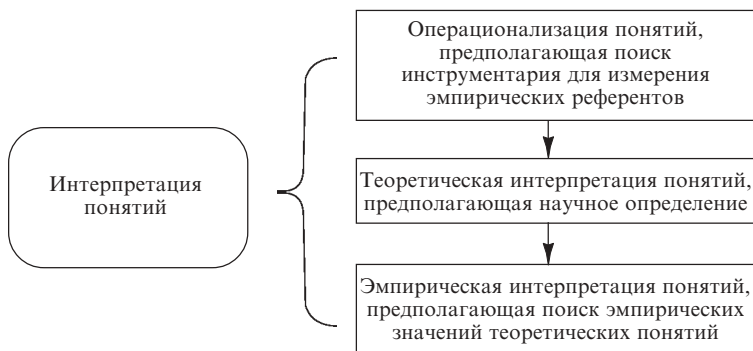 Операционализация понятий,
предполагающая поиск
инструментария для измерения
эмпирических референтов
Интерпретация
понятий
Теоретическая интерпретация понятий,
предполагающая научное определение
Эмпирическая интерпретация понятий,
предполагающая поиск эмпирических
значений теоретических понятий